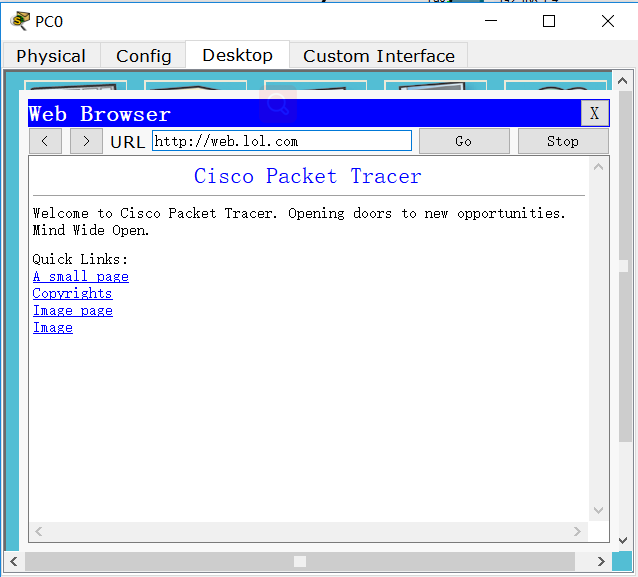 PC0
Physical Config Desktop Custom Interface
Web Browser X
< > URL http://web.lol.com Go Stop
Cisco Packet Tracer
Welcome to Cisco Packet Tracer. Opening doors to new opportunities.
Mind Wide Open.
Quick Links:
A small page
Copyrights
Image page
Image